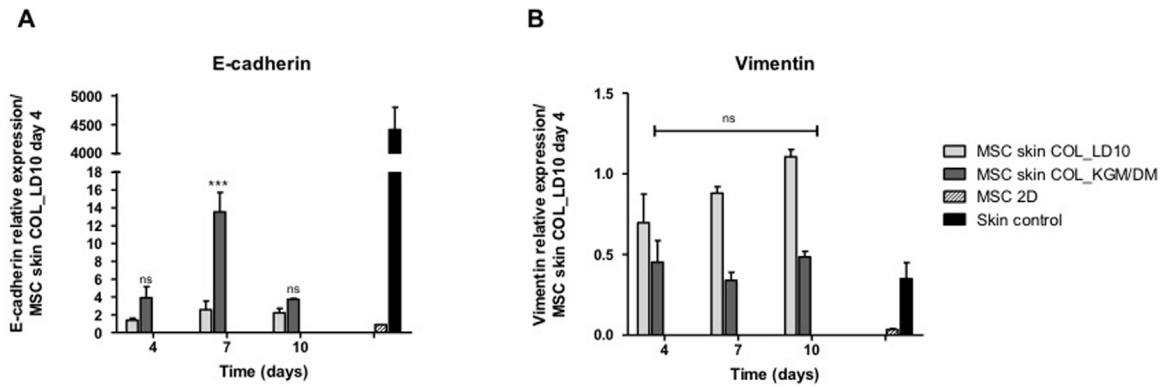 A
E-cadherin
E-cadherin relative expression/
MSC skin COL_LD10 day 4
5000
4500
4000
18
16
14
12
10
8
6
4
2
0
ns
***
ns
4
7
10
Time (days)
B
Vimentin
Vimentin relative expression/
MSC skin COL_LD10 day 4
1.5
1.0
0.5
0.0
ns
4
7
10
Time (days)
MSC skin COL_LD10
MSC skin COL_KGM/DM
MSC 2D
Skin control